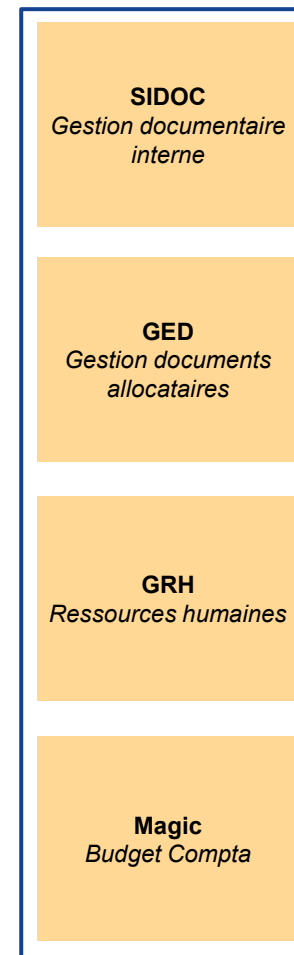 SIDOC
Gestion documentaire
interne
GED
Gestion documents
allocataires
GRH
Ressources humaines
Magic
Budget Compta